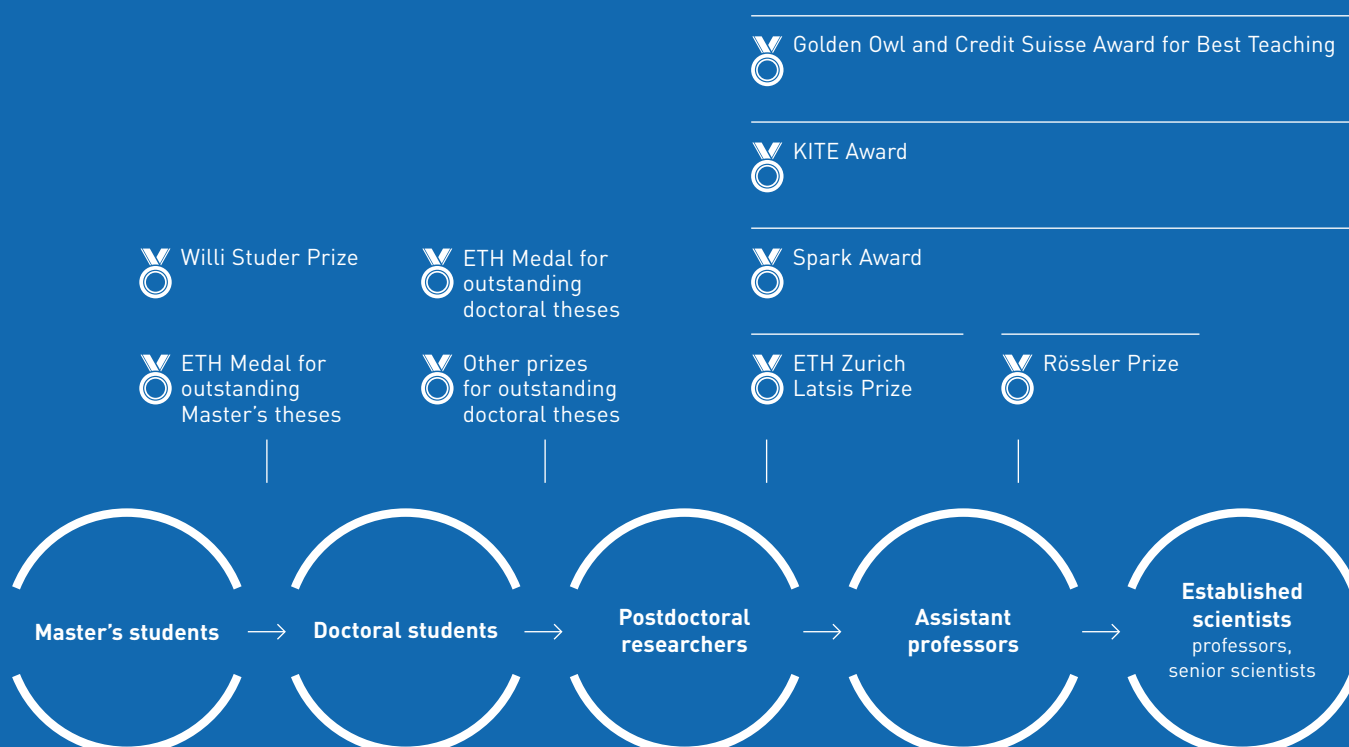 Golden Owl and Credit Suisse Award for Best Teaching
KITE Award
Spark Award
Willi Studer Prize
ETH Medal for
outstanding
doctoral theses
ETH Medal for
outstanding
Master’s theses
Other prizes
for outstanding
doctoral theses
ETH Zurich
Latsis Prize
Rössler Prize
Master’s students
Doctoral students
Postdoctoral
researchers
Assistant
professors
Established
scientists
professors,
senior scientists